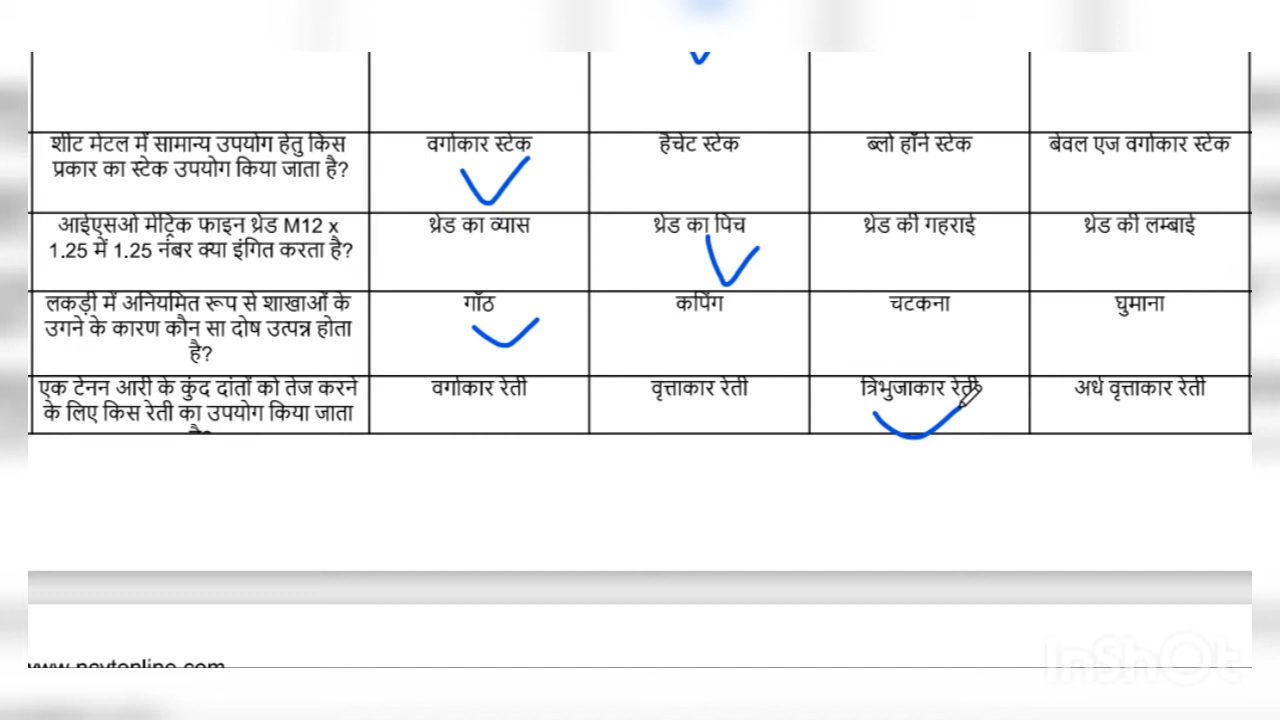 शीट मेटल में सामान्य उपयोग हेतु किस
प्रकार का स्टेक उपयोग किया जाता है?
वर्गाकार स्टेक
हैचेट स्टेक
ब्लो हॉर्न स्टेक
बेवल एज वर्गाकार स्टेक
आईएसओ मेट्रिक फाइन थ्रेड M12 x
1.25 में 1.25 नंबर क्या इंगित करता है?
थ्रेड का व्यास
थ्रेड का पिच
थ्रेड की गहराई
थ्रेड की लम्बाई
लकड़ी में अनियमित रूप से शाखाओं के
उगने के कारण कौन सा दोष उत्पन्न होता
है?
गाँठ
कपिंग
चटकना
घुमाना
एक टेनन आरी के कुंद दांतों को तेज करने
के लिए किस रेती का उपयोग किया जाता
वर्गाकार रेती
वृत्ताकार रेती
त्रिभुजाकार रेती
अर्ध वृत्ताकार रेती
InShOt